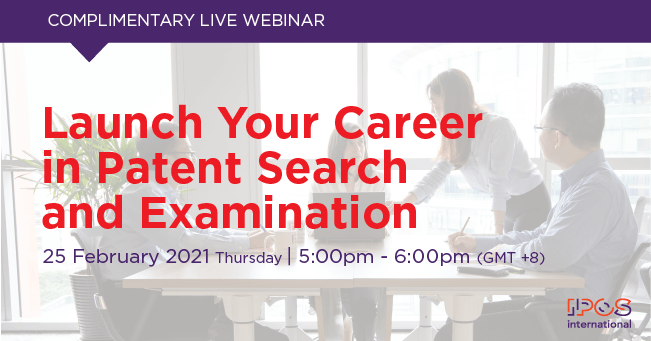 COMPLIMENTARY LIVE WEBINAR
Launch Your Career
in Patent Search
and Examination
25 February 2021 Thursday | 5:00pm - 6:00pm (GMT +8)
IPOS
international